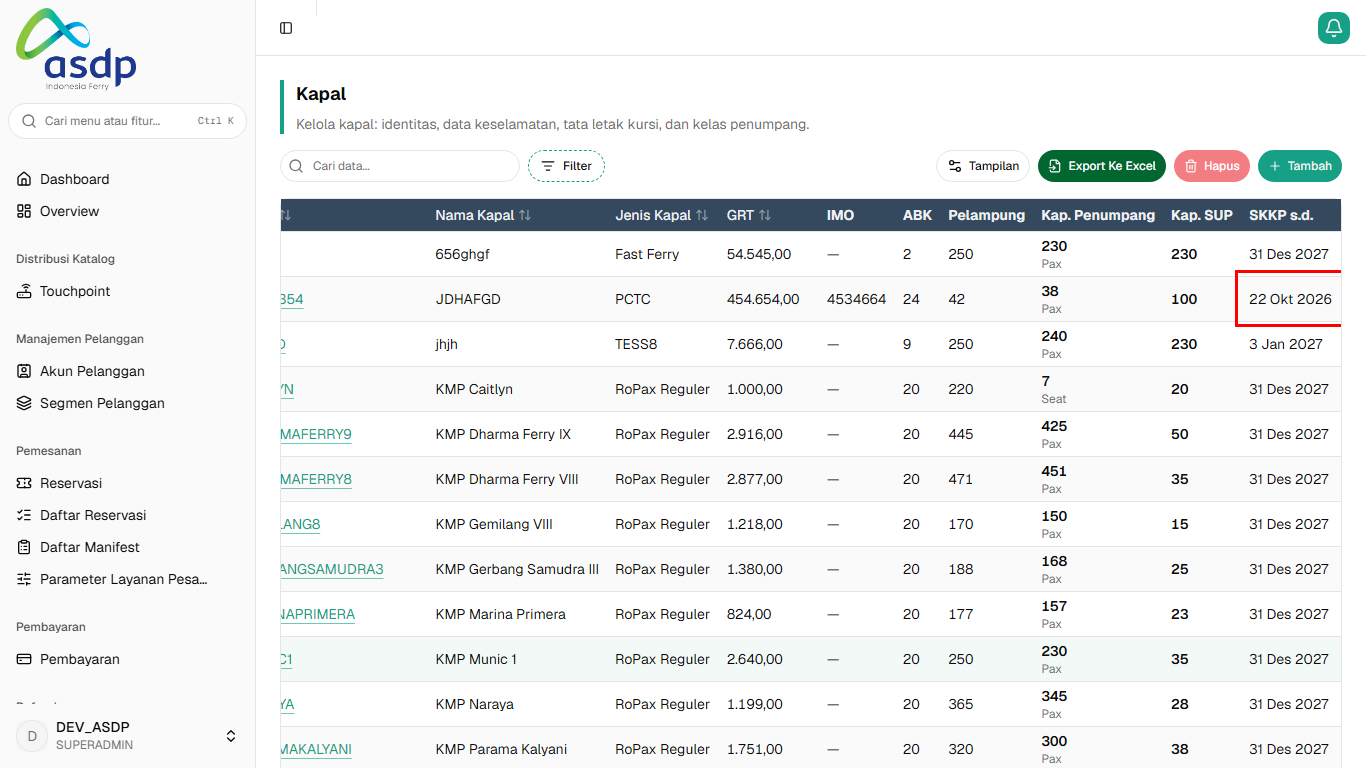 asdp
Indonesia Ferry
Cari menu atau fitur...
Ctrl K
Dashboard
Overview
Distribusi Katalog
Touchpoint
Manajemen Pelanggan
Akun Pelanggan
Segmen Pelanggan
Pemesanan
Reservasi
Daftar Reservasi
Daftar Manifest
Parameter Layanan Pesa...
Pembayaran
Pembayaran
D
DEV_ASDP
SUPERADMIN
Kapal
Kelola kapal: identitas, data keselamatan, tata letak kursi, dan kelas penumpang.
Cari data...
Filter
Tampilan
Export Ke Excel
Hapus
Tambah
Nama Kapal Jenis Kapal GRT IMO ABK Pelampung Kap. Penumpang Kap. SUP SKKP s.d.
656ghgf Fast Ferry 54.545,00 — 2 250 230 Pax 230 31 Des 2027
354 JDHAFGD PCTC 454.654,00 4534664 24 42 38 Pax 100 22 Okt 2026
jhjh TESS8 7.666,00 — 9 250 240 Pax 230 3 Jan 2027
YN KMP Caitlyn RoPax Reguler 1.000,00 — 20 220 7 Seat 20 31 Des 2027
MAFERRY9 KMP Dharma Ferry IX RoPax Reguler 2.916,00 — 20 445 425 Pax 50 31 Des 2027
MAFERRY8 KMP Dharma Ferry VIII RoPax Reguler 2.877,00 — 20 471 451 Pax 35 31 Des 2027
LANG8 KMP Gemilang VIII RoPax Reguler 1.218,00 — 20 170 150 Pax 15 31 Des 2027
ANGSAMUDRA3 KMP Gerbang Samudra III RoPax Reguler 1.380,00 — 20 188 168 Pax 25 31 Des 2027
NAPRIMERA KMP Marina Primera RoPax Reguler 824,00 — 20 177 157 Pax 23 31 Des 2027
C1 KMP Munic 1 RoPax Reguler 2.640,00 — 20 250 230 Pax 35 31 Des 2027
YA KMP Naraya RoPax Reguler 1.199,00 — 20 365 345 Pax 28 31 Des 2027
MAKALYANI KMP Parama Kalyani RoPax Reguler 1.751,00 — 20 320 300 Pax 38 31 Des 2027